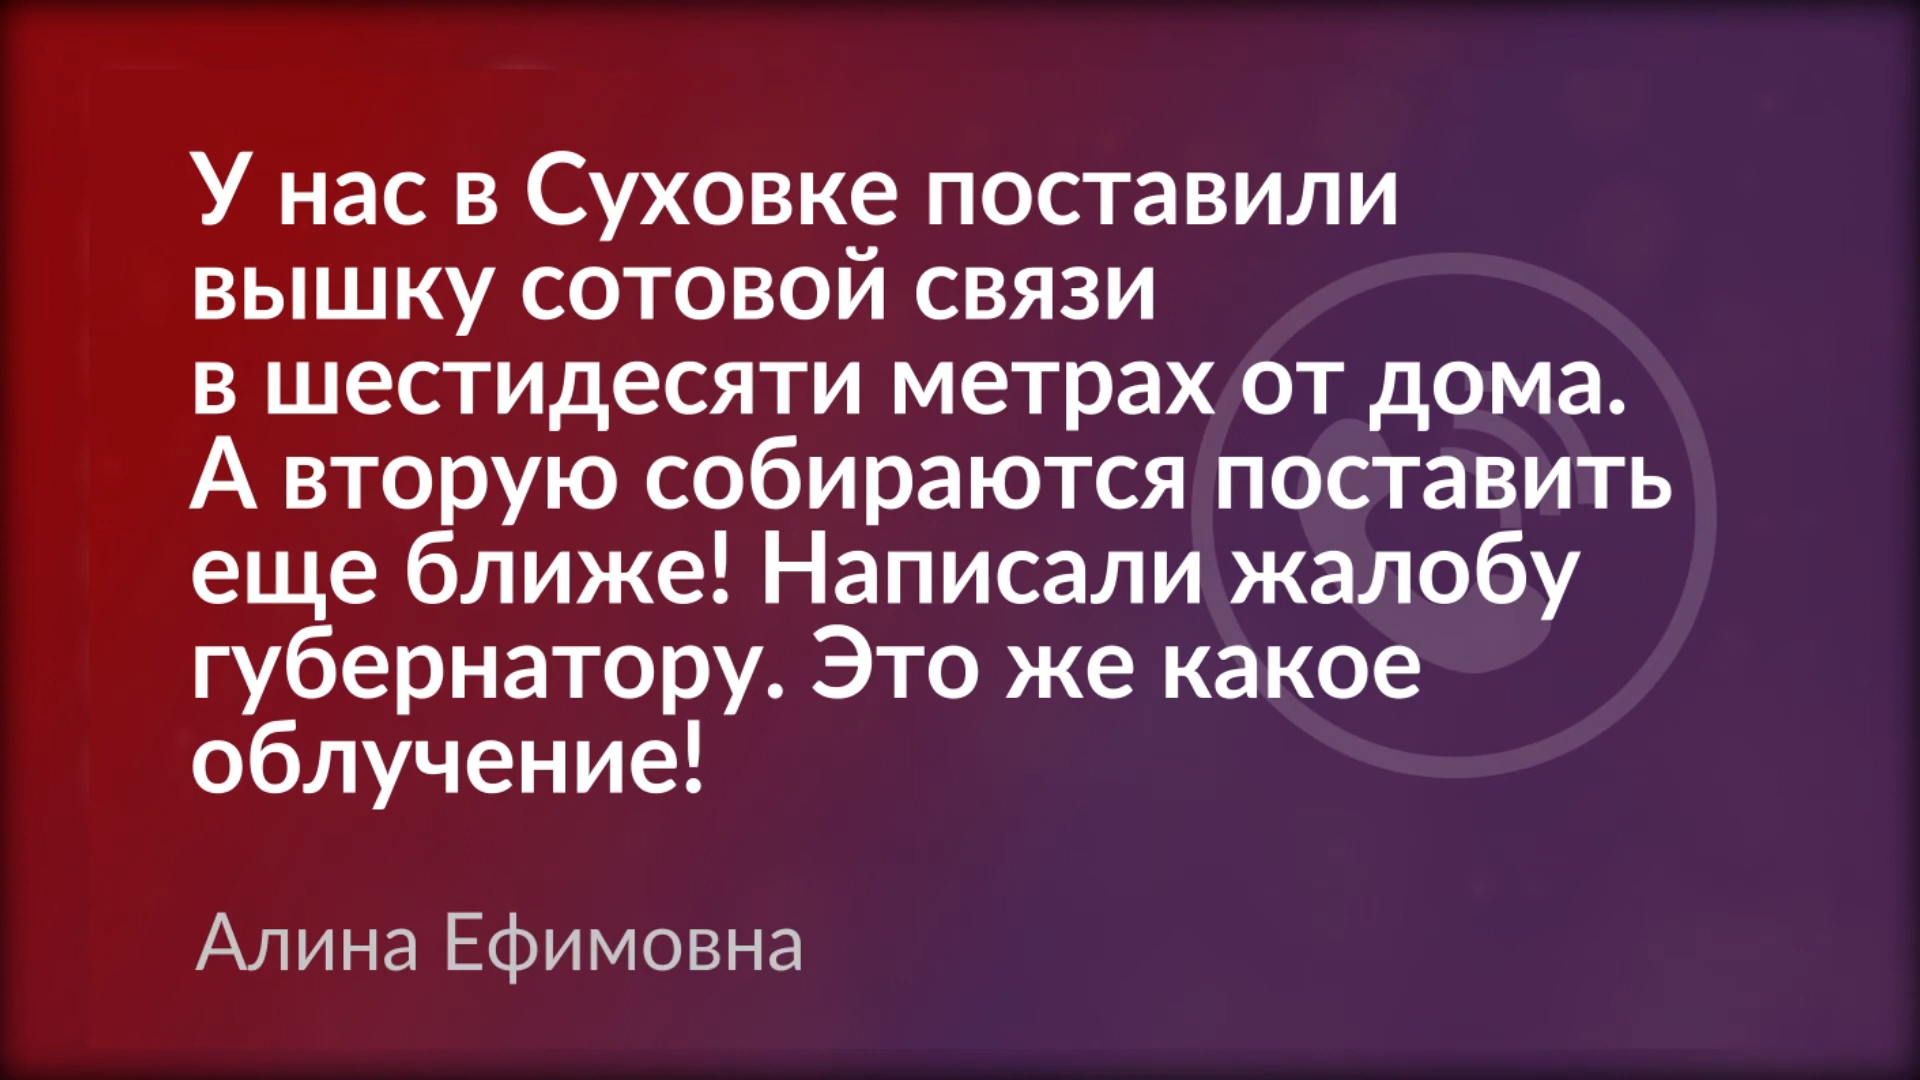 У нас в Суховке поставили
вышку сотовой связи
в шестидесяти метрах от дома.
А вторую собираются поставить
еще ближе! Написали жалобу
губернатору. Это же какое
облучение!
Алина Ефимовна